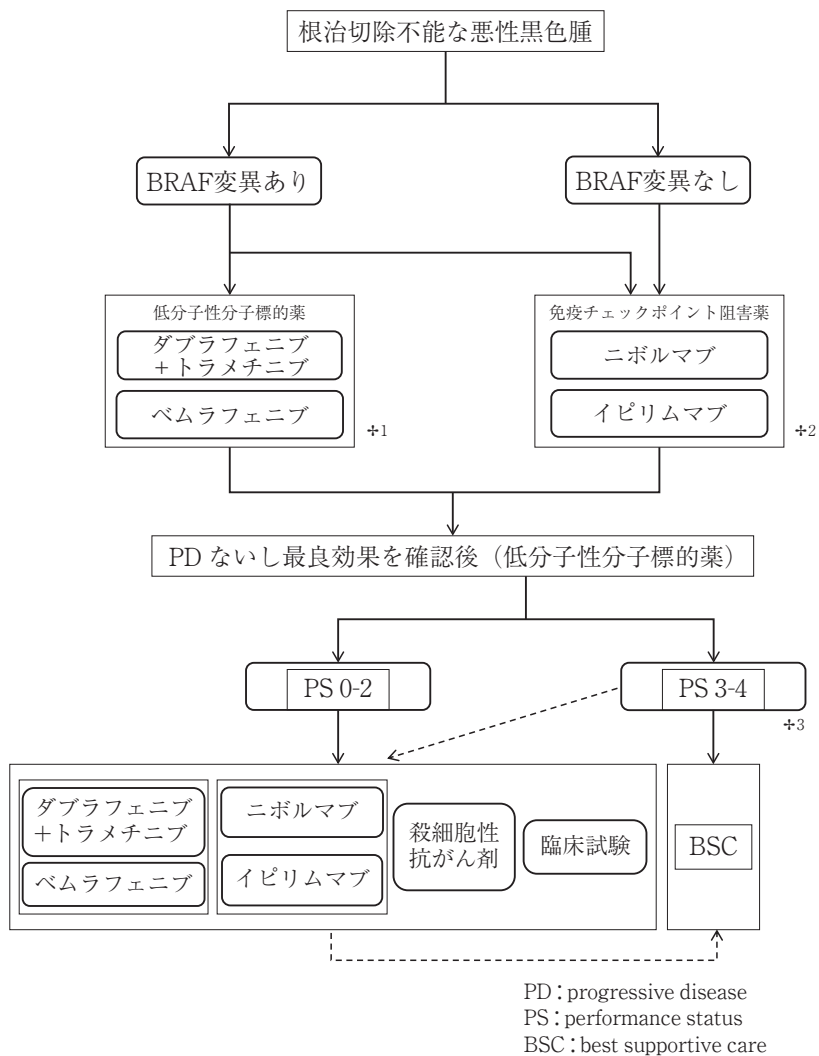 根治切除不能な悪性黒色腫
BRAF変異あり
BRAF変異なし
低分子性分子標的薬
ダブラフェニブ
+トラメチニブ
ベムラフェニブ
✢1
免疫チェックポイント阻害薬
ニボルマブ
イピリムマブ
✢2
PD ないし最良効果を確認後（低分子性分子標的薬）
PS 0-2
PS 3-4
✢3
ダブラフェニブ
+トラメチニブ
ベムラフェニブ
ニボルマブ
イピリムマブ
殺細胞性
抗がん剤
臨床試験
BSC
PD：progressive disease
PS：performance status
BSC：best supportive care